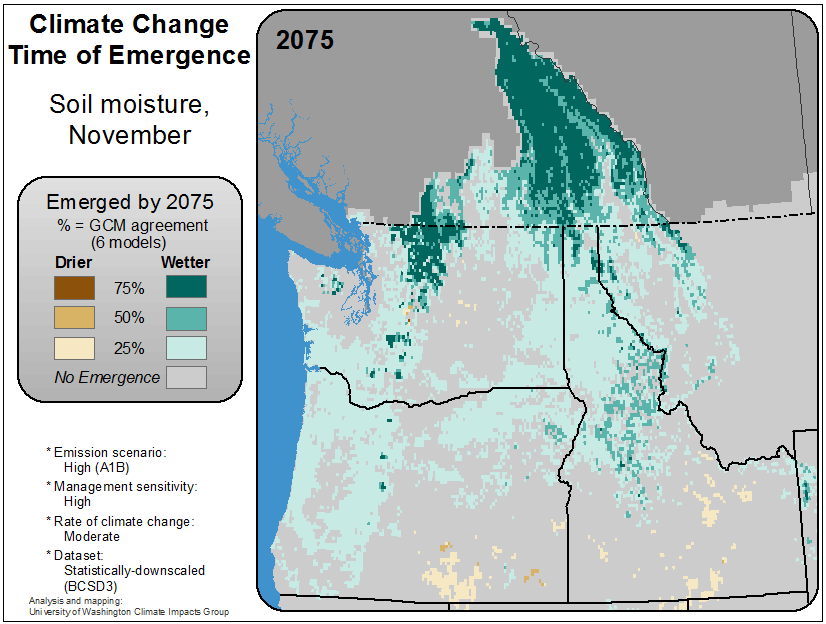 Climate Change
Time of Emergence
Soil moisture,
November
2075
Emerged by 2075
% = GCM agreement
(6 models)
Drier Wetter
75%
50%
25%
No Emergence
* Emission scenario:
High (A1B)
* Management sensitivity:
High
* Rate of climate change:
Moderate
* Dataset:
Statistically-downscaled
(BCSD3)
Analysis and mapping:
University of Washington Climate Impacts Group